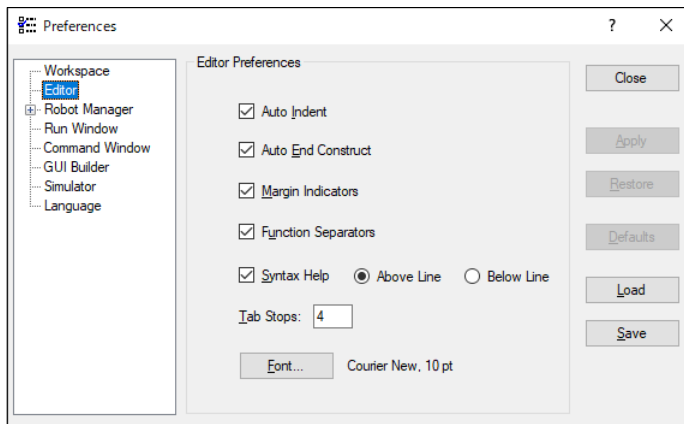 Preferences
?
Workspace
Editor
Robot Manager
Run Window
Command Window
GUI Builder
Simulator
Language
Editor Preferences
Auto Indent
Auto End Construct
Margin Indicators
Function Separators
Syntax Help Above Line Below Line
Tab Stops: 4
Font... Courier New, 10 pt
Close
Apply
Restore
Defaults
Load
Save